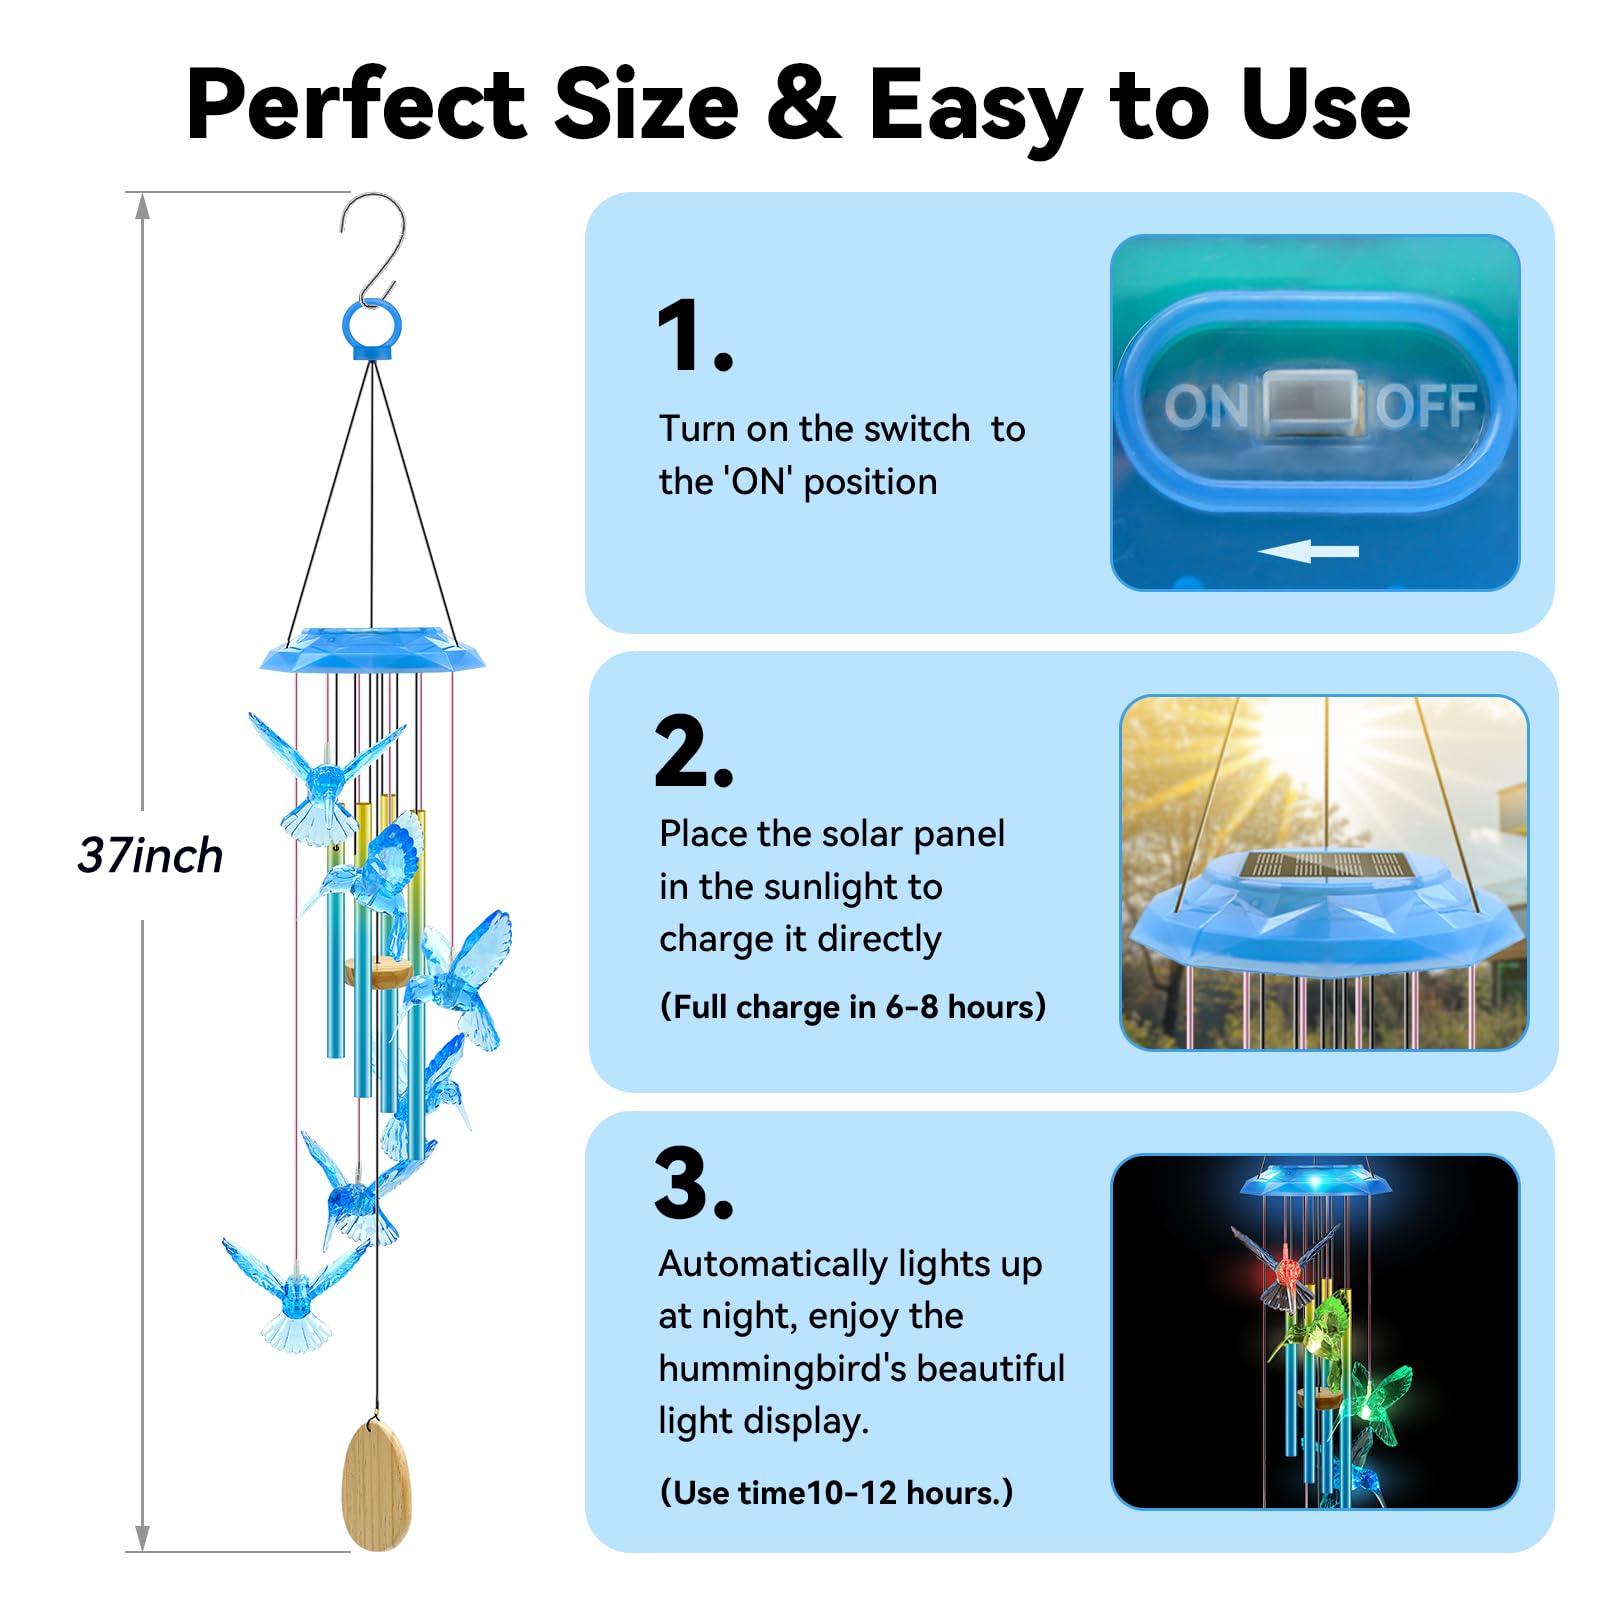 Perfect Size & Easy to Use
37inch
1.
Turn on the switch  to
the 'ON' position
ON OFF
2.
Place the solar panel
in the sunlight to
charge it directly
(Full charge in 6-8 hours)
3.
Automatically lights up
at night, enjoy the
hummingbird's beautiful
light display.
(Use time10-12 hours.)